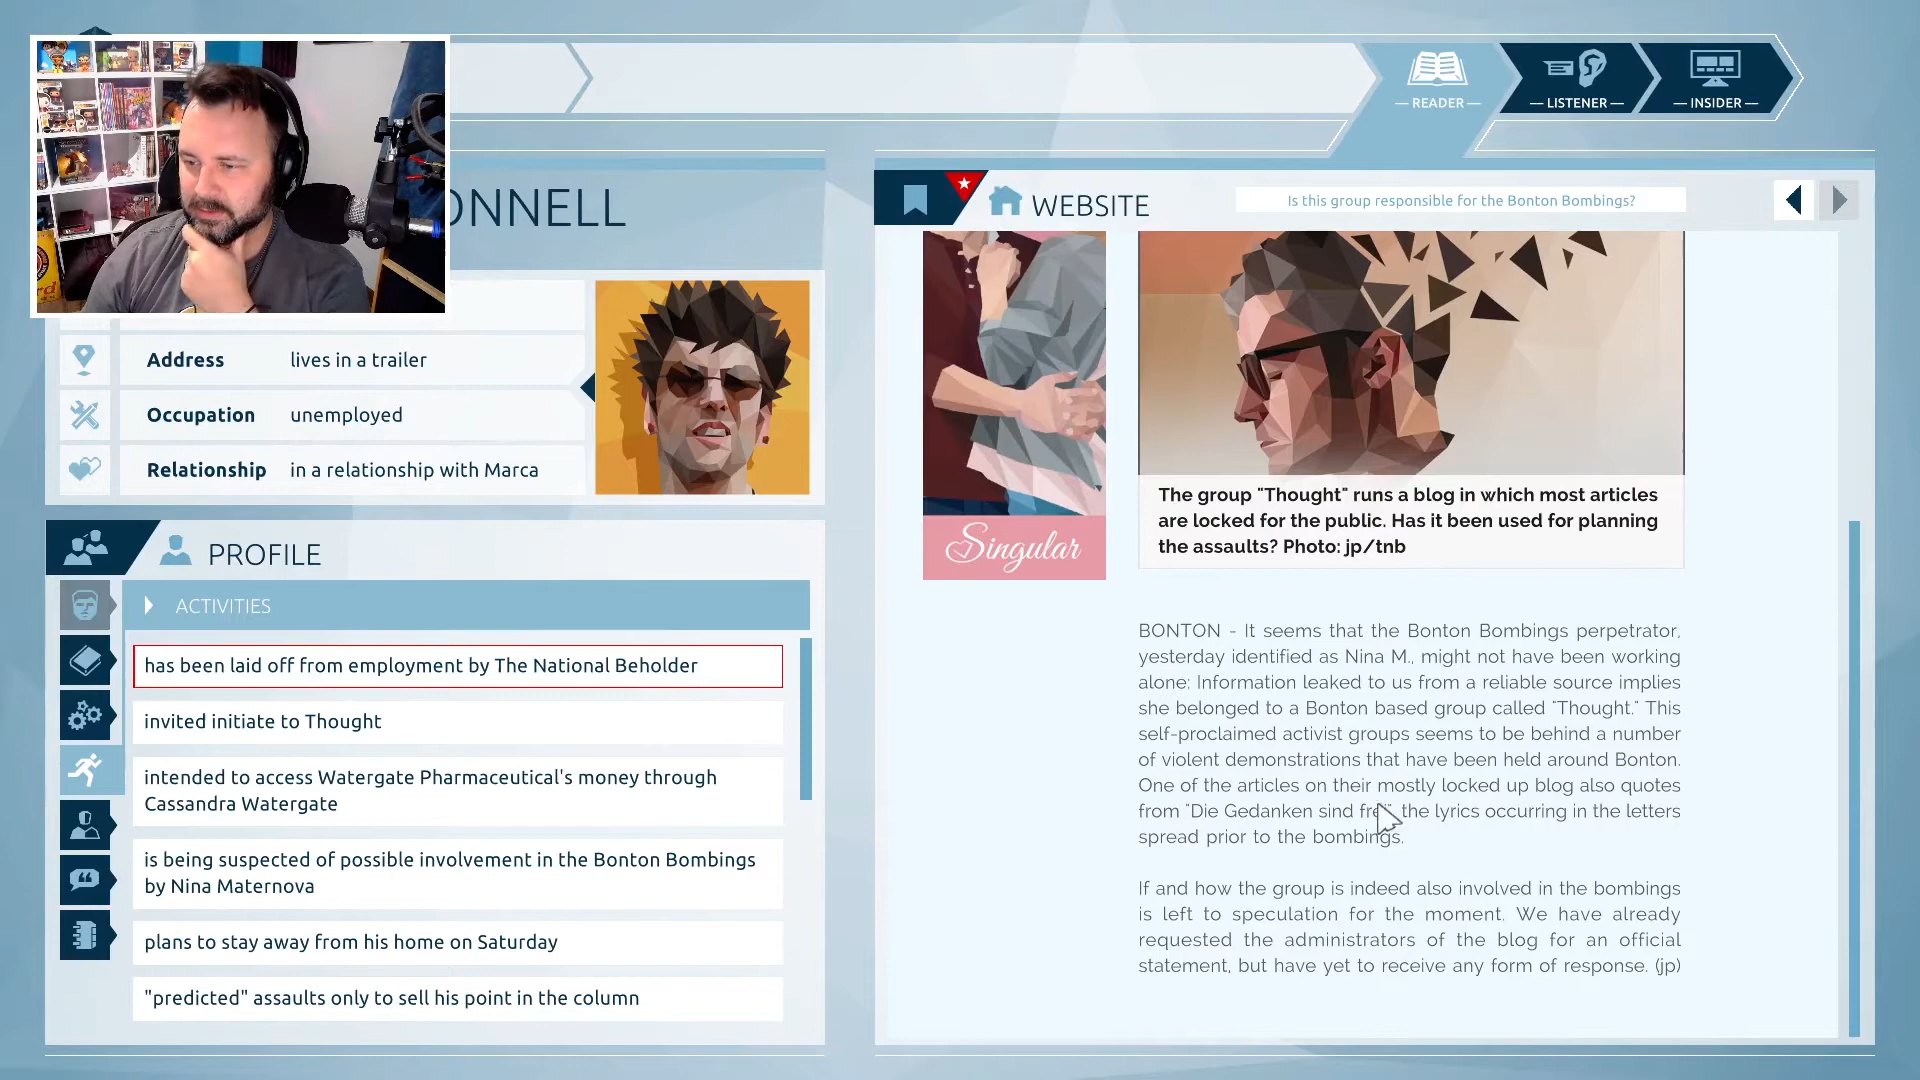 READER
LISTENER
INSIDER
ONNELL
WEBSITE
Is this group responsible for the Bonton Bombings?
Address lives in a trailer
Occupation unemployed
Relationship in a relationship with Marca
PROFILE
ACTIVITIES
has been laid off from employment by The National Beholder
invited initiate to Thought
intended to access Watergate Pharmaceutical's money through
Cassandra Watergate
is being suspected of possible involvement in the Bonton Bombings
by Nina Maternova
plans to stay away from his home on Saturday
"predicted" assaults only to sell his point in the column
Singular
The group "Thought" runs a blog in which most articles
are locked for the public. Has it been used for planning
the assaults? Photo: jp/tnb
BONTON - It seems that the Bonton Bombings perpetrator,
yesterday identified as Nina M., might not have been working
alone: Information leaked to us from a reliable source implies
she belonged to a Bonton based group called "Thought." This
self-proclaimed activist groups seems to be behind a number
of violent demonstrations that have been held around Bonton.
One of the articles on their mostly locked up blog also quotes
from "Die Gedanken sind frei", the lyrics occurring in the letters
spread prior to the bombings.
If and how the group is indeed also involved in the bombings
is left to speculation for the moment. We have already
requested the administrators of the blog for an official
statement, but have yet to receive any form of response. (jp)